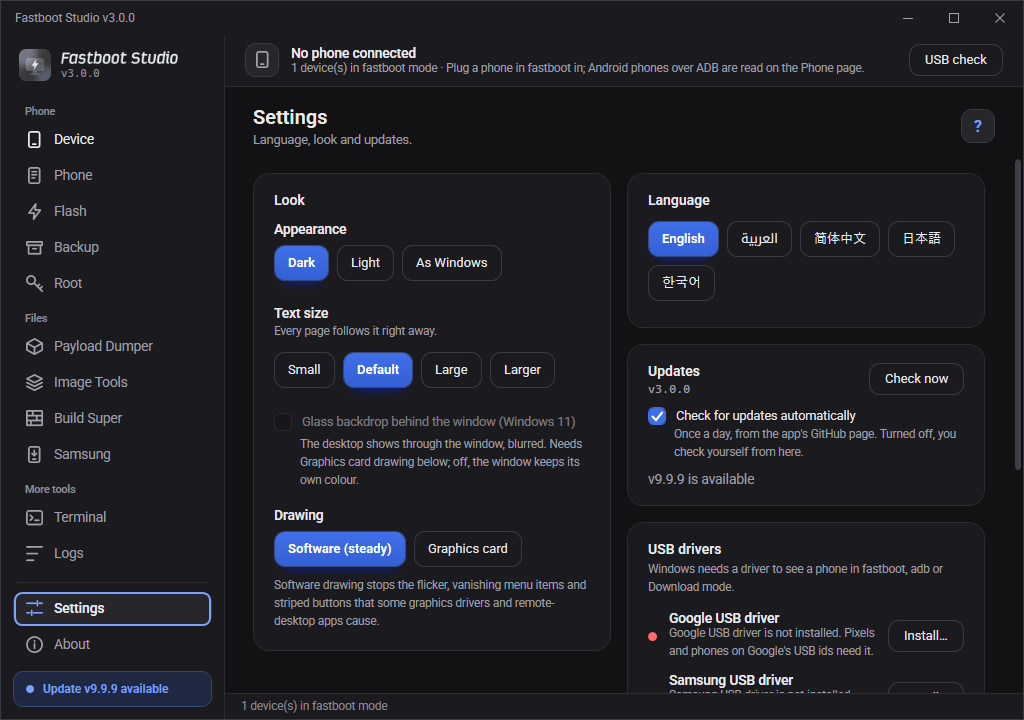 Fastboot Studio v3.0.0
Fastboot Studio
v3.0.0
No phone connected
1 device(s) in fastboot mode · Plug a phone in fastboot in; Android phones over ADB are read on the Phone page.
USB check
Phone
Device
Phone
Flash
Backup
Root
Files
Payload Dumper
Image Tools
Build Super
Samsung
More tools
Terminal
Logs
Settings
About
Update v9.9.9 available
Settings
Language, look and updates.
?
Look
Appearance
Dark
Light
As Windows
Text size
Every page follows it right away.
Small
Default
Large
Larger
Glass backdrop behind the window (Windows 11)
The desktop shows through the window, blurred. Needs
Graphics card drawing below; off, the window keeps its
own colour.
Drawing
Software (steady)
Graphics card
Software drawing stops the flicker, vanishing menu items and
striped buttons that some graphics drivers and remote-
desktop apps cause.
Language
English
العربية
简体中文
日本語
한국어
Updates
v3.0.0
Check now
Check for updates automatically
Once a day, from the app's GitHub page. Turned off, you
check yourself from here.
v9.9.9 is available
USB drivers
Windows needs a driver to see a phone in fastboot, adb or
Download mode.
Google USB driver
Google USB driver is not installed. Pixels
and phones on Google's USB ids need it.
Install...
Samsung USB driver
Samsung USB driver is not installed
1 device(s) in fastboot mode